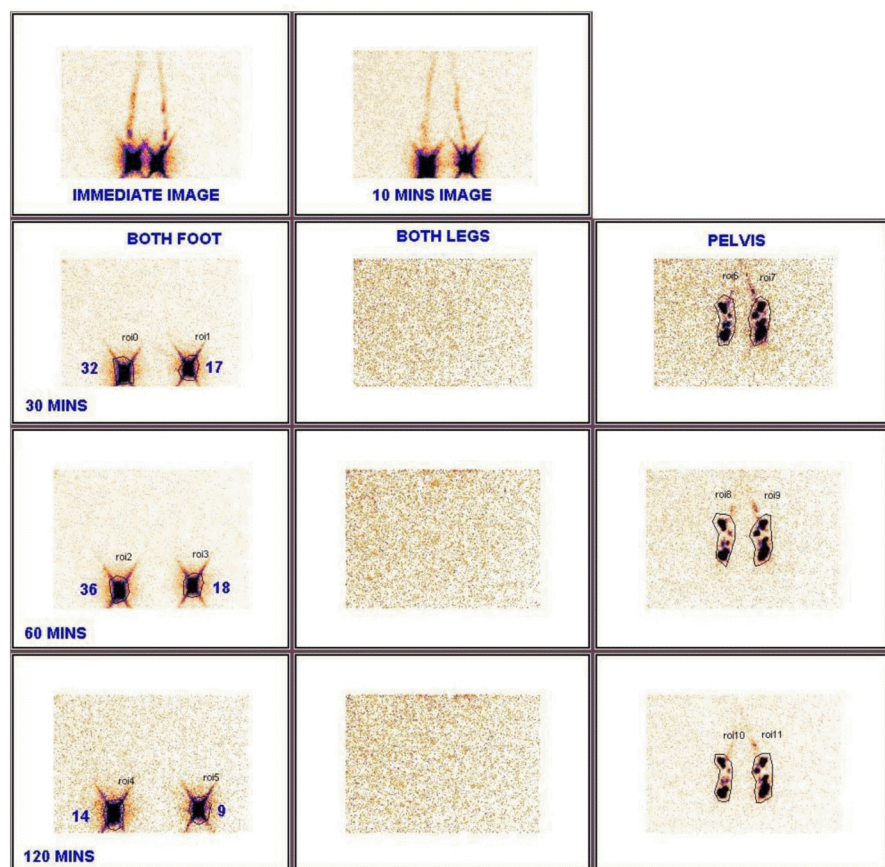 IMMEDIATE IMAGE
10 MINS IMAGE
BOTH FOOT
BOTH LEGS
PELVIS
roi0
roi1
roi6
roi7
32
17
30 MINS
roi2
roi3
roi8
roi9
36
18
60 MINS
roi4
roi5
roi10
roi11
14
9
120 MINS